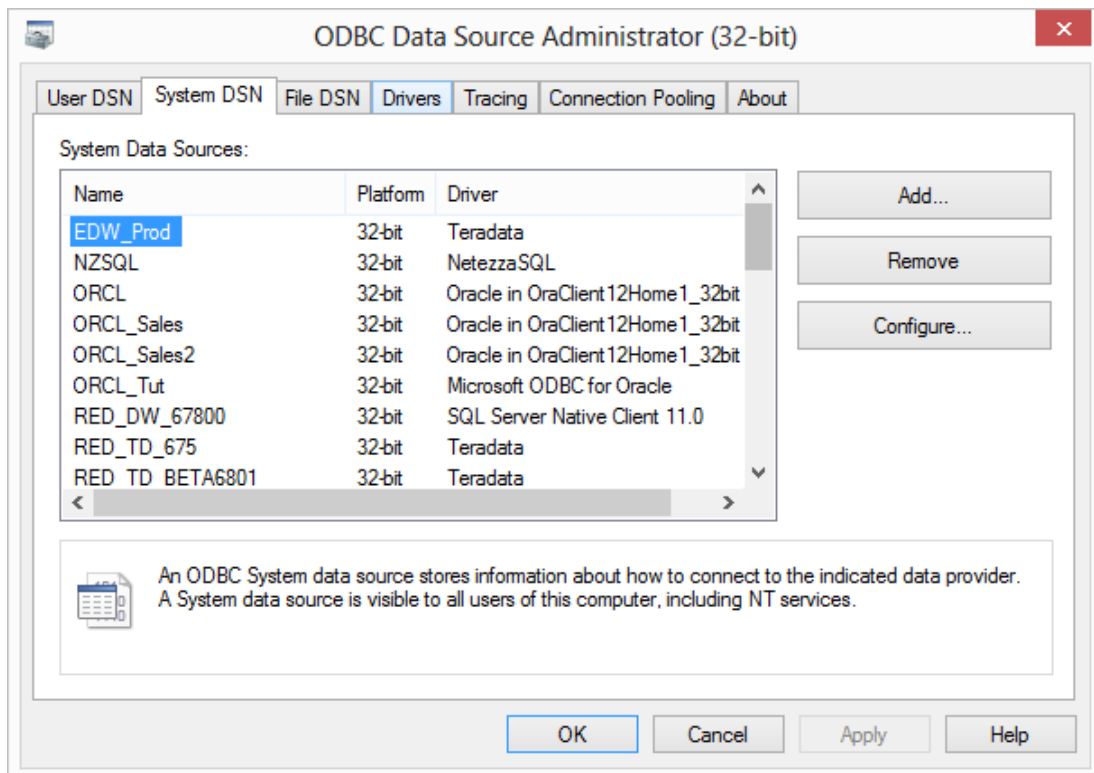 ODBC Data Source Administrator (32-bit)
User DSN System DSN File DSN Drivers Tracing Connection Pooling About
System Data Sources:
Name Platform Driver
EDW_Prod 32-bit Teradata
NZSQL 32-bit NetezzaSQL
ORCL 32-bit Oracle in OraClient12Home1_32bit
ORCL_Sales 32-bit Oracle in OraClient12Home1_32bit
ORCL_Sales2 32-bit Oracle in OraClient12Home1_32bit
ORCL_Tut 32-bit Microsoft ODBC for Oracle
RED_DW_67800 32-bit SQL Server Native Client 11.0
RED_TD_675 32-bit Teradata
RED_TD_BETA6801 32-bit Teradata
Add...
Remove
Configure...
An ODBC System data source stores information about how to connect to the indicated data provider.
A System data source is visible to all users of this computer, including NT services.
OK Cancel Apply Help